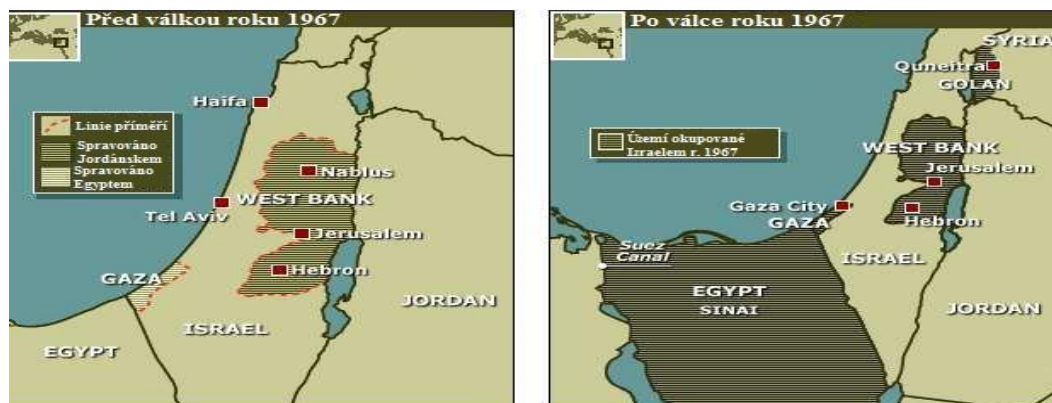 Před válkou roku 1967
Haifa
Linie příměří
Spravováno
Jordánskem
Spravováno
Egyptem
Nablus
WEST BANK
Tel Aviv
Jerusalem
GAZA
Hebron
JORDAN
ISRAEL
EGYPT
Po válce roku 1967
SYRIA
Quneitra
GOLAN
Území okupované
Izraelem r. 1967
WEST BANK
Jerusalem
Gaza City
GAZA
Hebron
Suez
Canal
ISRAEL
EGYPT
SINAI
JORDAN